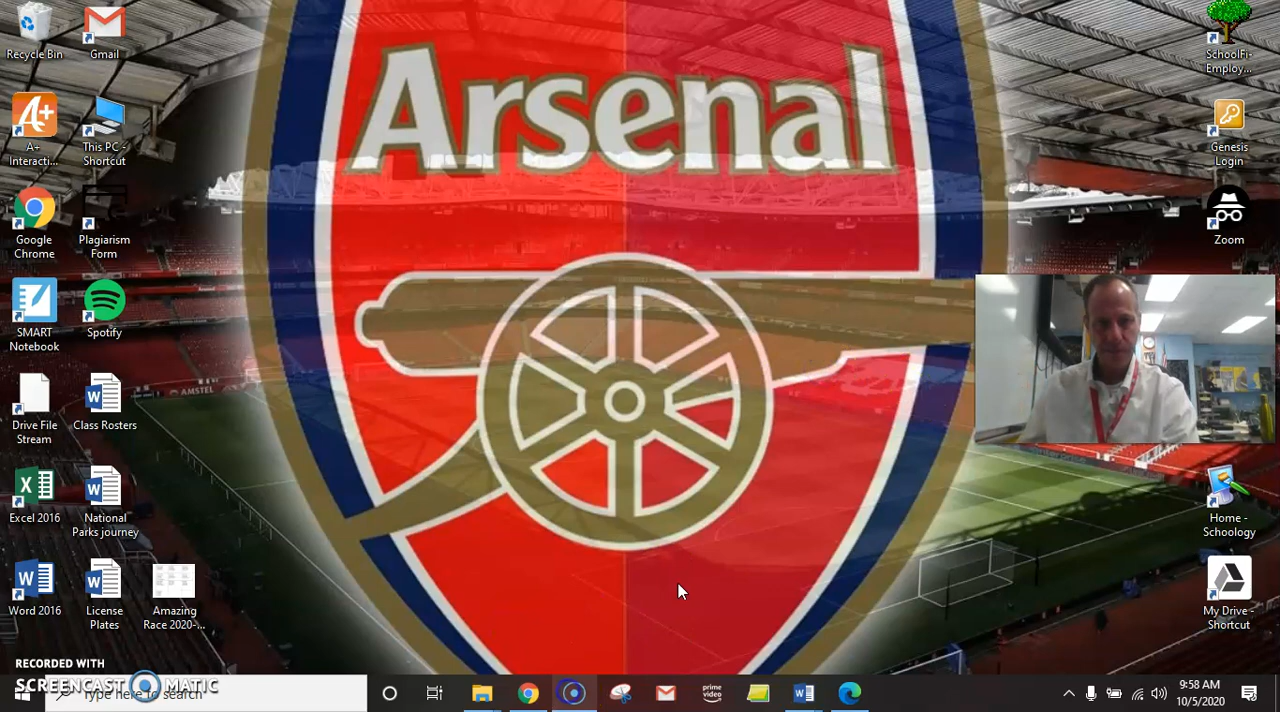 Arsenal
Recycle Bin
Gmail
A+
Interacti...
This PC -
Shortcut
Google
Chrome
Plagiarism
Form
SMART
Notebook
Spotify
Drive File
Stream
Class Rosters
Excel 2016
National
Parks journey
Word 2016
License
Plates
Amazing
Race 2020-...
SchoolFi-
Employ...
Genesis
Login
Zoom
Home -
Schoology
My Drive -
Shortcut
AMSTEL
RECORDED WITH
SCREENCAST MATIC
Type here to search
prime
video
9:58 AM
10/5/2020